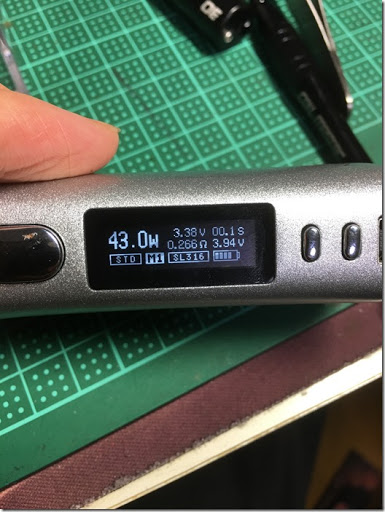 43.0W 3.38V 00.1S
0.266Ω 3.94V
STD M1 SL316